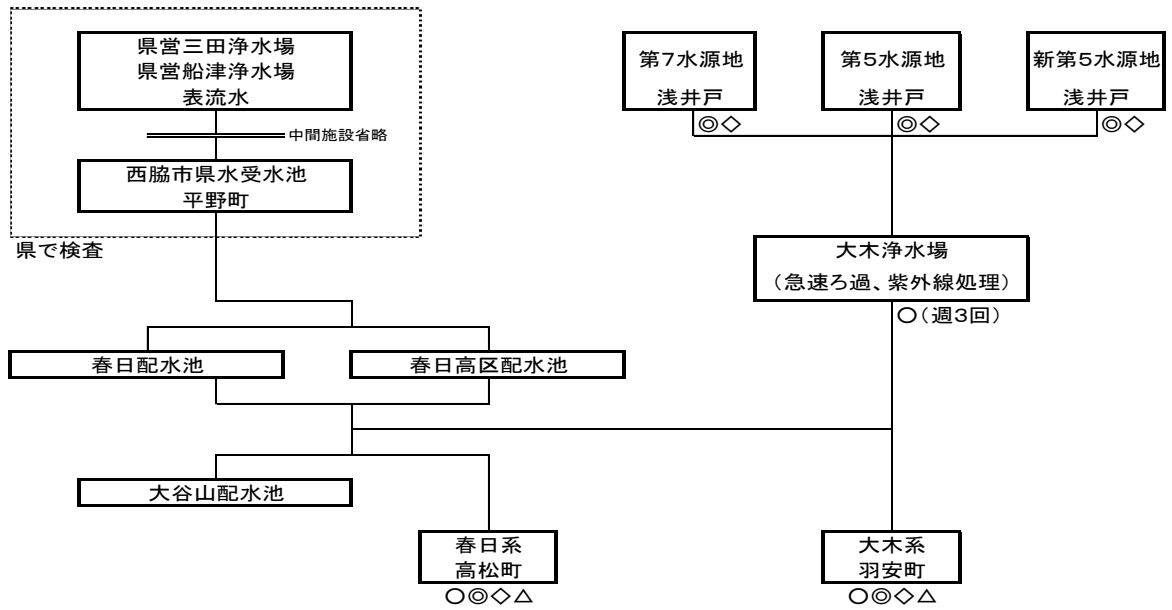 県営三田浄水場
県営船津浄水場
表流水
中間施設省略
西脇市県水受水池
平野町
県で検査
第7水源地
浅井戸
◎◇
第5水源地
浅井戸
◎◇
新第5水源地
浅井戸
◎◇
大木浄水場
（急速ろ過、紫外線処理）
○（週3回）
春日配水池
春日高区配水池
大谷山配水池
春日系
高松町
○◎◇△
大木系
羽安町
○◎◇△